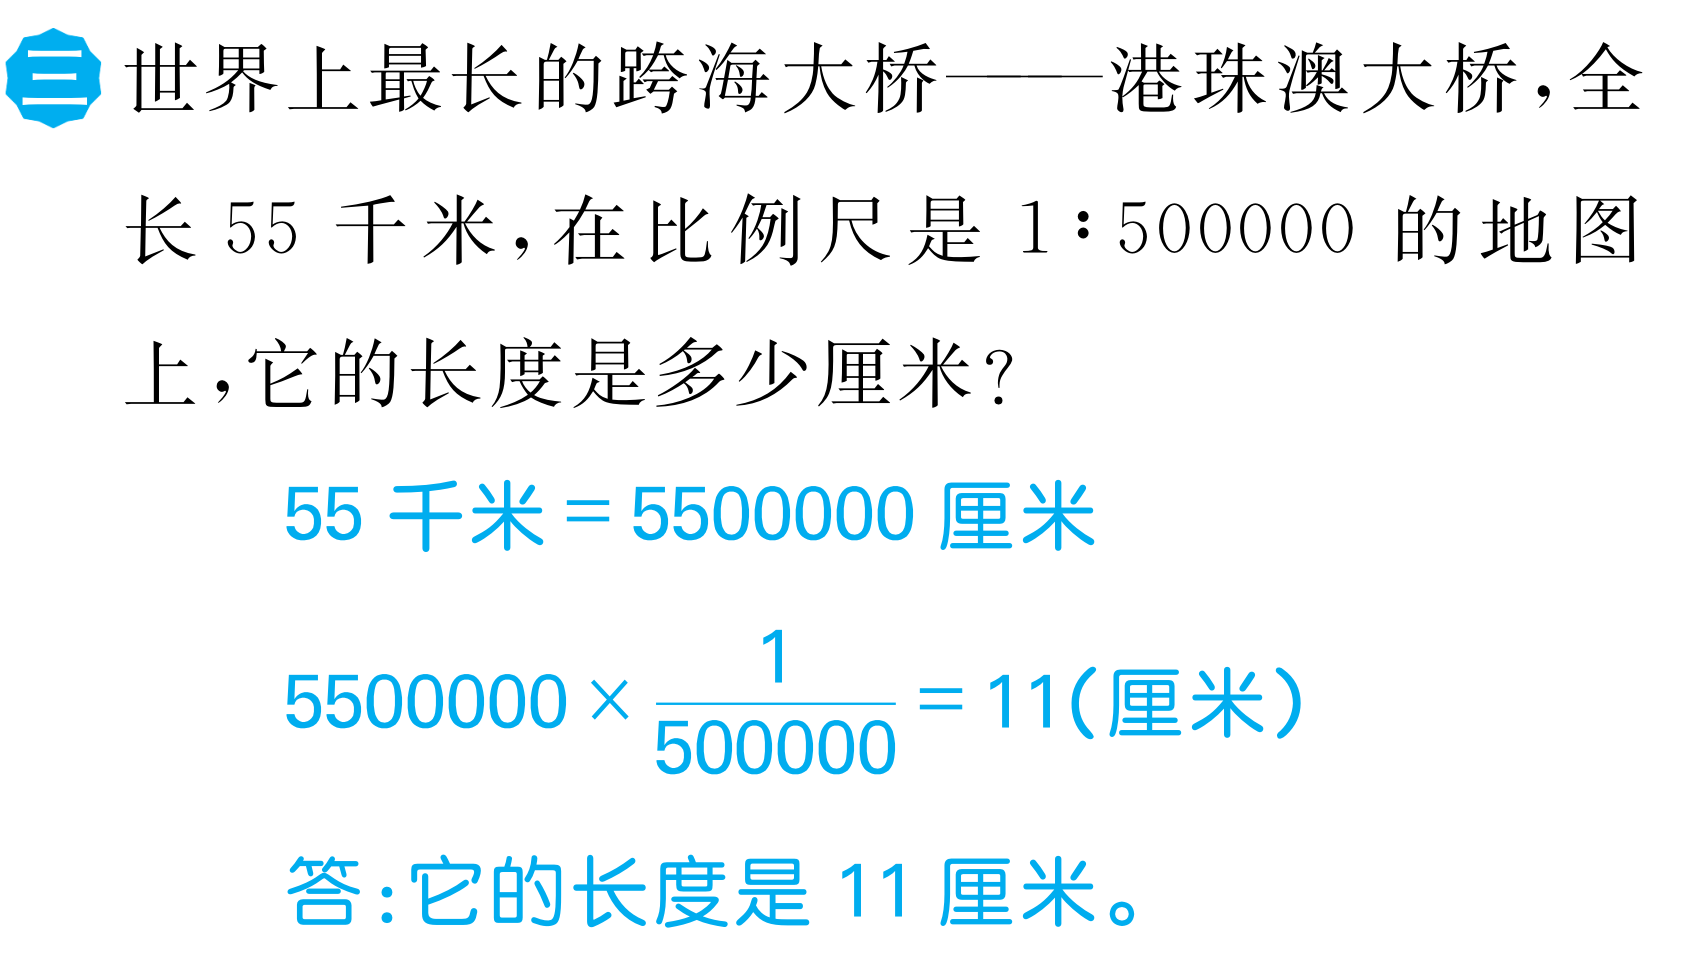 三 世界上最长的跨海大桥——港珠澳大桥,全
长 55 千米,在比例尺是 1∶500000 的地图
上,它的长度是多少厘米?
55 千米 = 5500000 厘米
5500000 × 1/500000 = 11(厘米)
答:它的长度是 11 厘米。